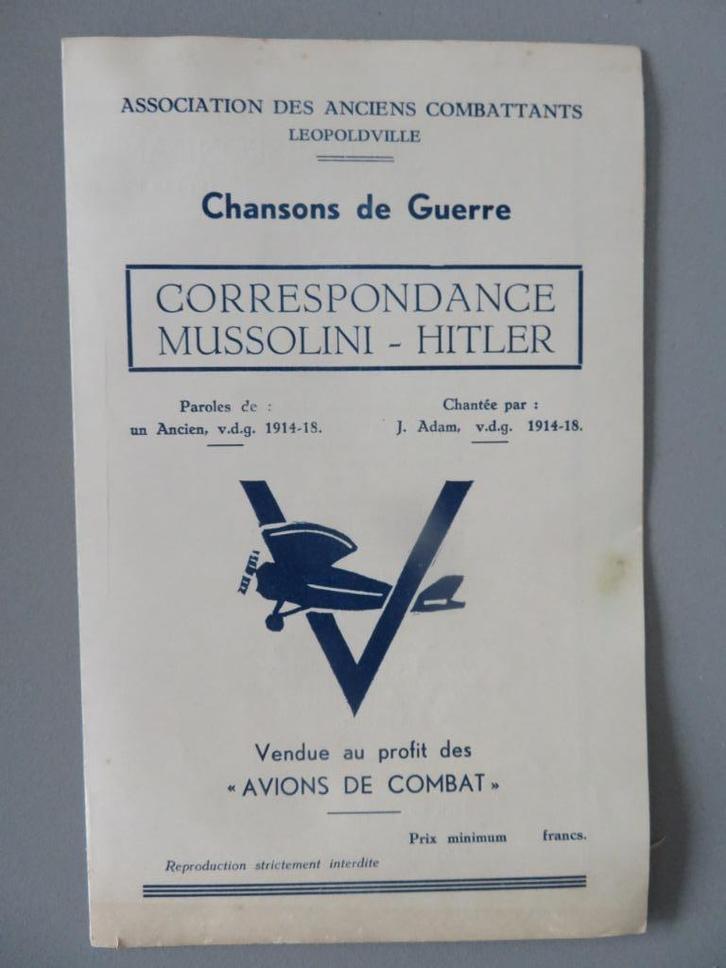 ASSOCIATION DES ANCIENS COMBATTANTS
LEOPOLDVILLE
Chansons de Guerre
CORRESPONDANCE
MUSSOLINI - HITLER
Paroles de :
un Ancien, v.d.g. 1914-18.
Chantée par :
J. Adam, v.d.g. 1914-18.
V
Vendue au profit des
« AVIONS DE COMBAT »
Prix minimum francs.
Reproduction strictement interdite